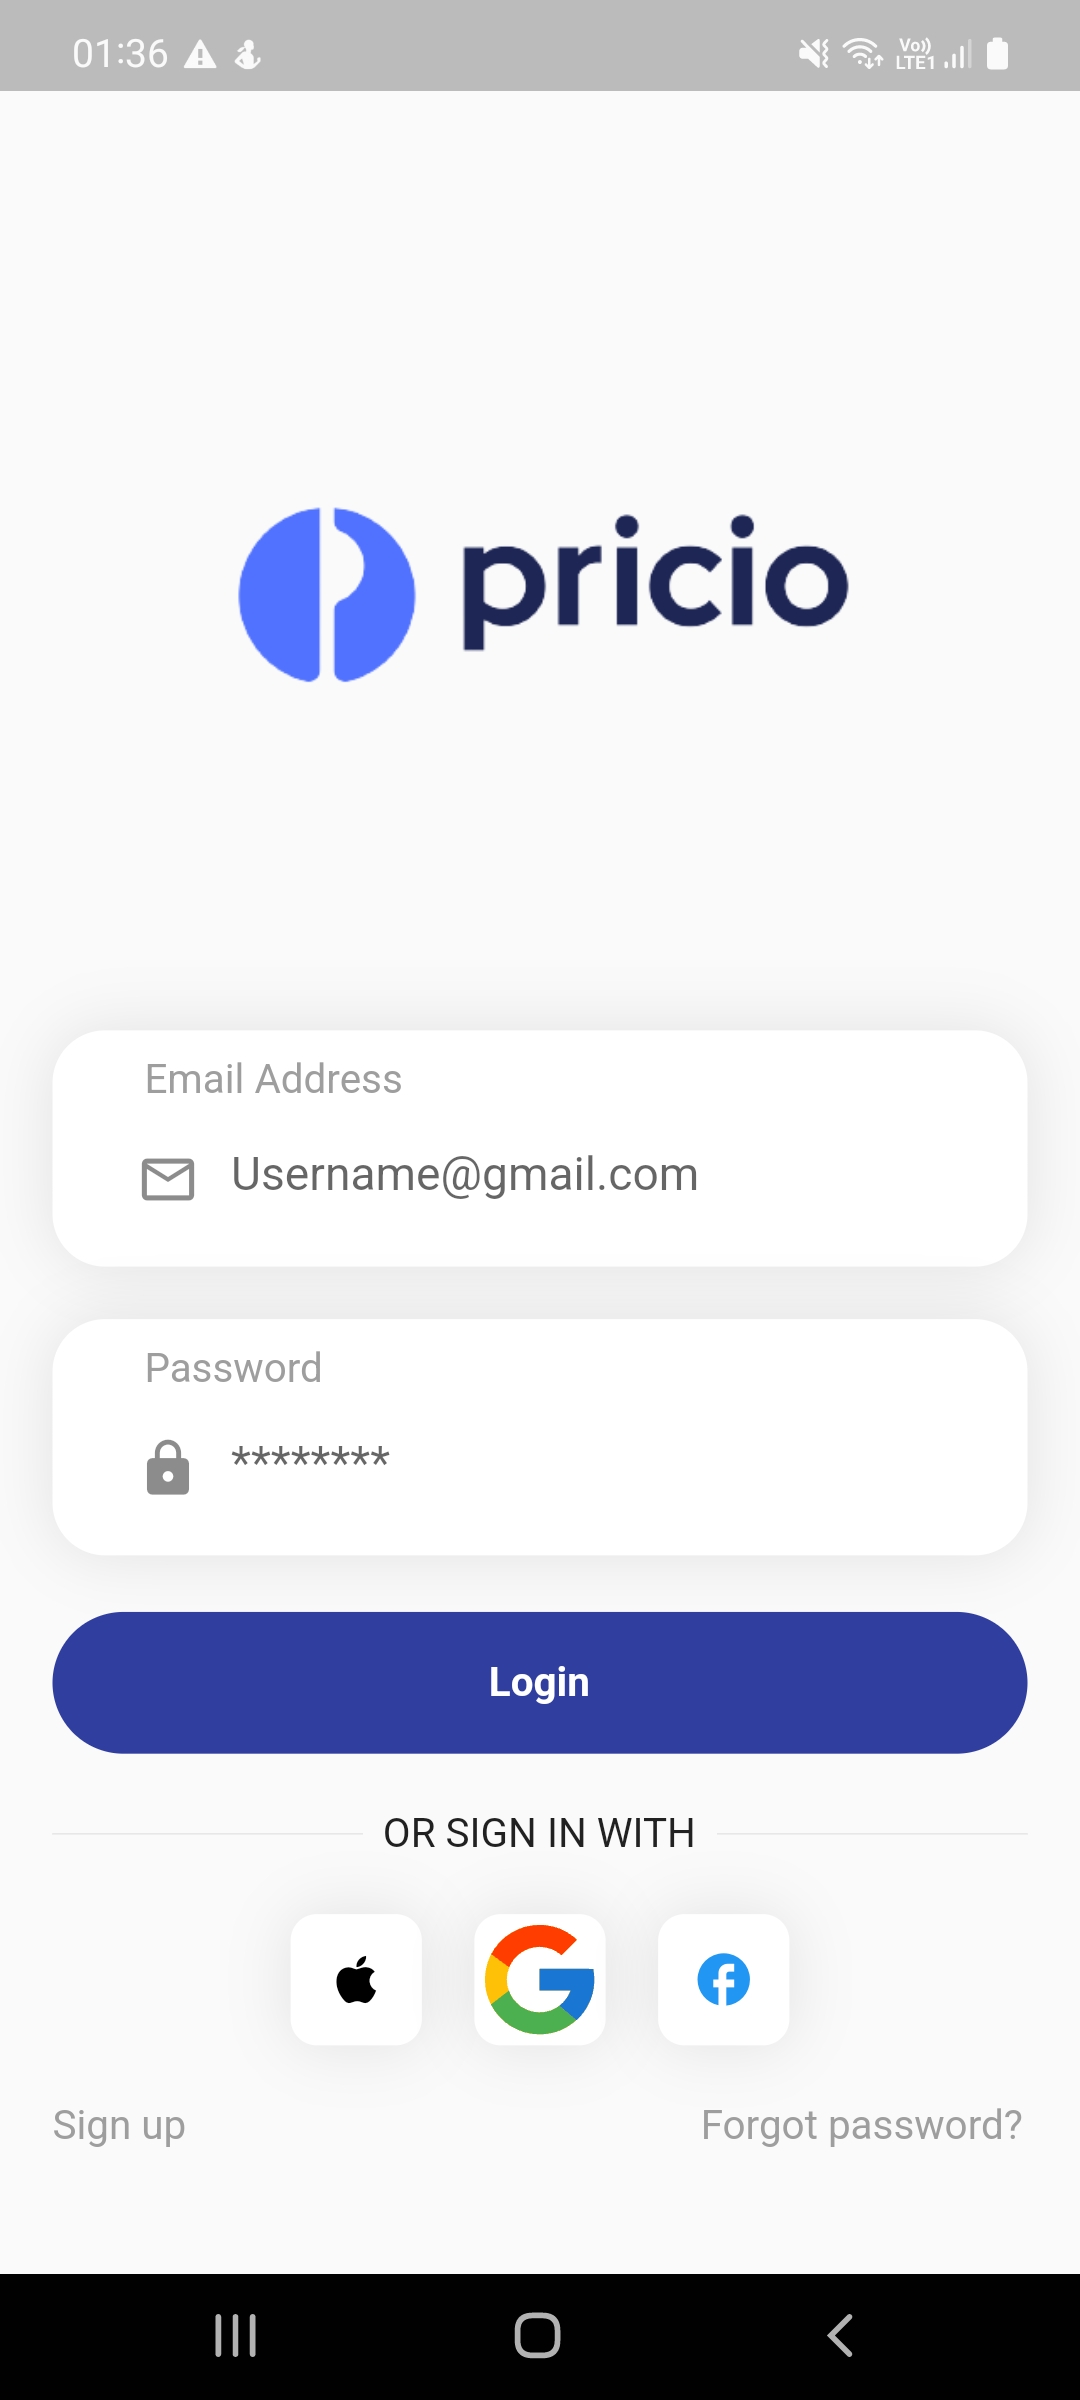 01:36
Vo)) LTE1
pricio
Email Address
Username@gmail.com
Password
********
Login
OR SIGN IN WITH
Sign up
Forgot password?